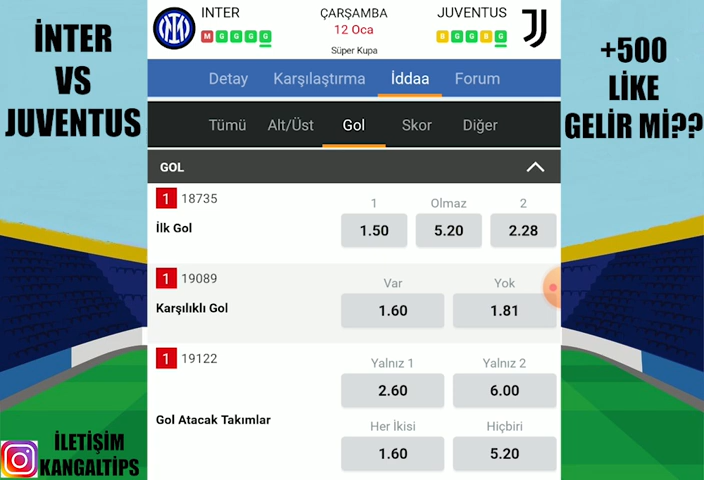 İNTER
VS
JUVENTUS
INTER
M G G G G
ÇARŞAMBA
12 Oca
Süper Kupa
JUVENTUS
B G G B G
+500
LİKE
GELİR Mİ??
Detay Karşılaştırma İddaa Forum
Tümü Alt/Üst Gol Skor Diğer
GOL
1 18735
İlk Gol
1 Olmaz 2
1.50 5.20 2.28
1 19089
Karşılıklı Gol
Var Yok
1.60 1.81
1 19122
Gol Atacak Takımlar
Yalnız 1 Yalnız 2
2.60 6.00
Her İkisi Hiçbiri
1.60 5.20
İLETİŞİM
KANGALTİPS